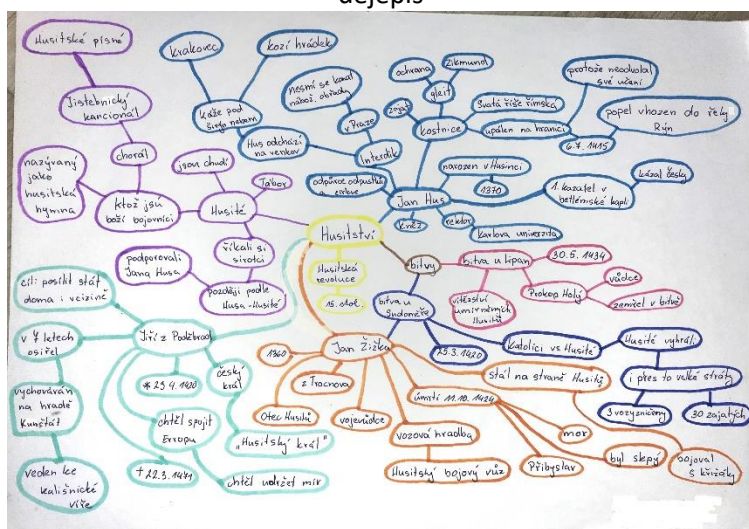 dejepis
Husitské písně
Jistebnický
kancionál
chorál
nazývaný
jako
husitská
hymna
ktož jsú
boží bojovníci
jsou chudí
Tábor
Husité
říkali si
sirotci
podporovali
Jana Husa
později podle
Husa - Husité
Krakovec
kozí hrádek
káže pod
širým nebem
Hus odchází
na venkov
nesmí se konat
nábož. obřady
v Praze
Interdikt
ochrana
Zikmund
glejt
zajat
kostnice
Svatá říše římská
upálen na hranici
protože neodvolal
své učení
6.7. 1415
popel vhozen do řeky
Rýn
odpůrce odpustků
a církve
Jan Hus
narozen v Husinci
1370
1. kazatel v
betlémské kapli
kázal česky
kněz
rektor
Karlova univerzita
Husitství
Husitská
revoluce
15. stol.
bitvy
bitva u Lipan
30.5. 1434
vítězství
umírněných
Husitů
Prokop Holý
vůdce
zemřel v bitvě
bitva u
Sudoměře
25.3. 1420
Katolíci vs Husité
Husité vyhráli
i přes to velké ztráty
3 vozy zničeny
30 zajatých
Jan Žižka
1360
z Trocnova
Otec Husitů
vojevůdce
vozová hradba
Husitský bojový vůz
stál na straně Husitů
bojoval
s křižáky
úmrtí 11.10. 1424
mor
byl slepý
Přibyslav
Jiří z Poděbrad
cíl: posílit stát
doma i v cizině
v 7 letech
osiřel
vychováván
na hradě
Kunštát
veden ke
kališnické
víře
* 23.4. 1420
† 22.3. 1471
chtěl spojit
Evropu
chtěl udržet mír
český
král
„Husitský král"